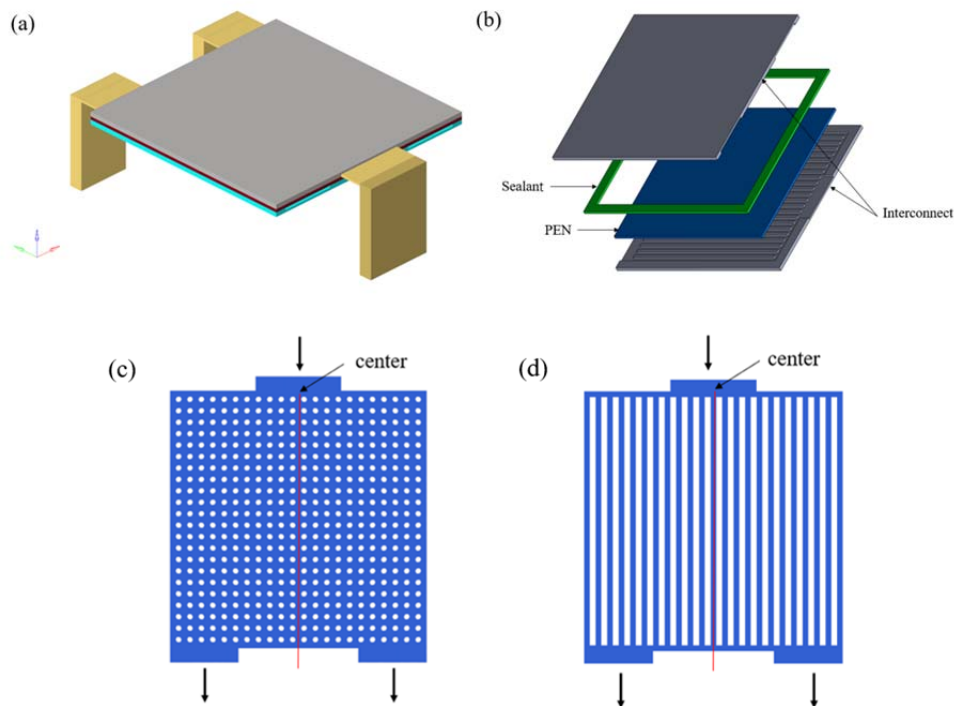 (a)
(b)
Sealant
PEN
Interconnect
(c)
center
(d)
center